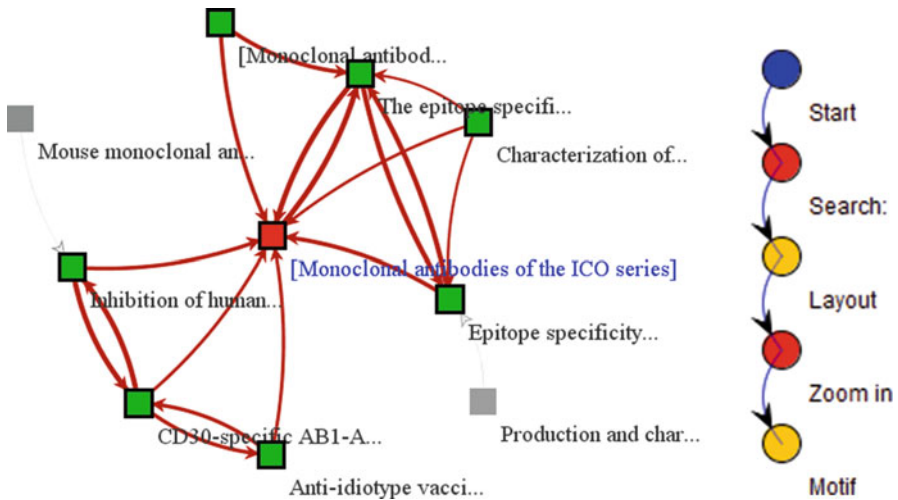 [Monoclonal antibod...
The epitope specifi...
Mouse monoclonal an...
Characterization of...
[Monoclonal antibodies of the ICO series]
Inhibition of human...
Epitope specificity...
CD30-specific AB1-A...
Production and char...
Anti-idiotype vacci...
Start
Search:
Layout
Zoom in
Motif